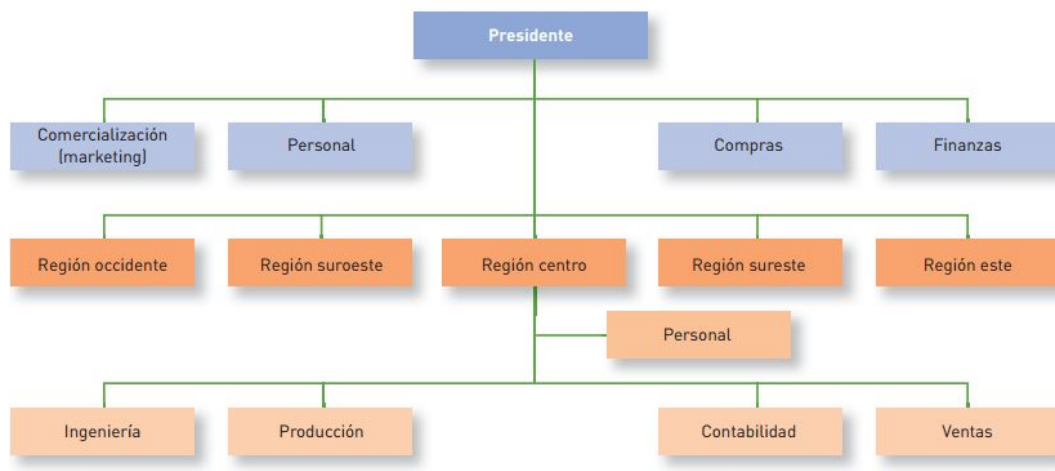 Presidente
Comercialización
(marketing)
Personal
Compras
Finanzas
Región occidente
Región suroeste
Región centro
Región sureste
Región este
Personal
Ingeniería
Producción
Contabilidad
Ventas